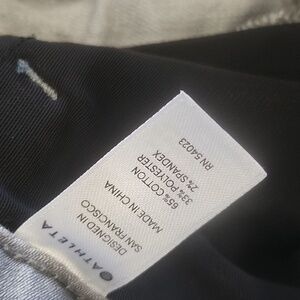 ATHLETA
DESIGNED IN
SAN FRANCISCO
MADE IN CHINA
65% COTTON
33% POLYESTER
2% SPANDEX
RN 54023